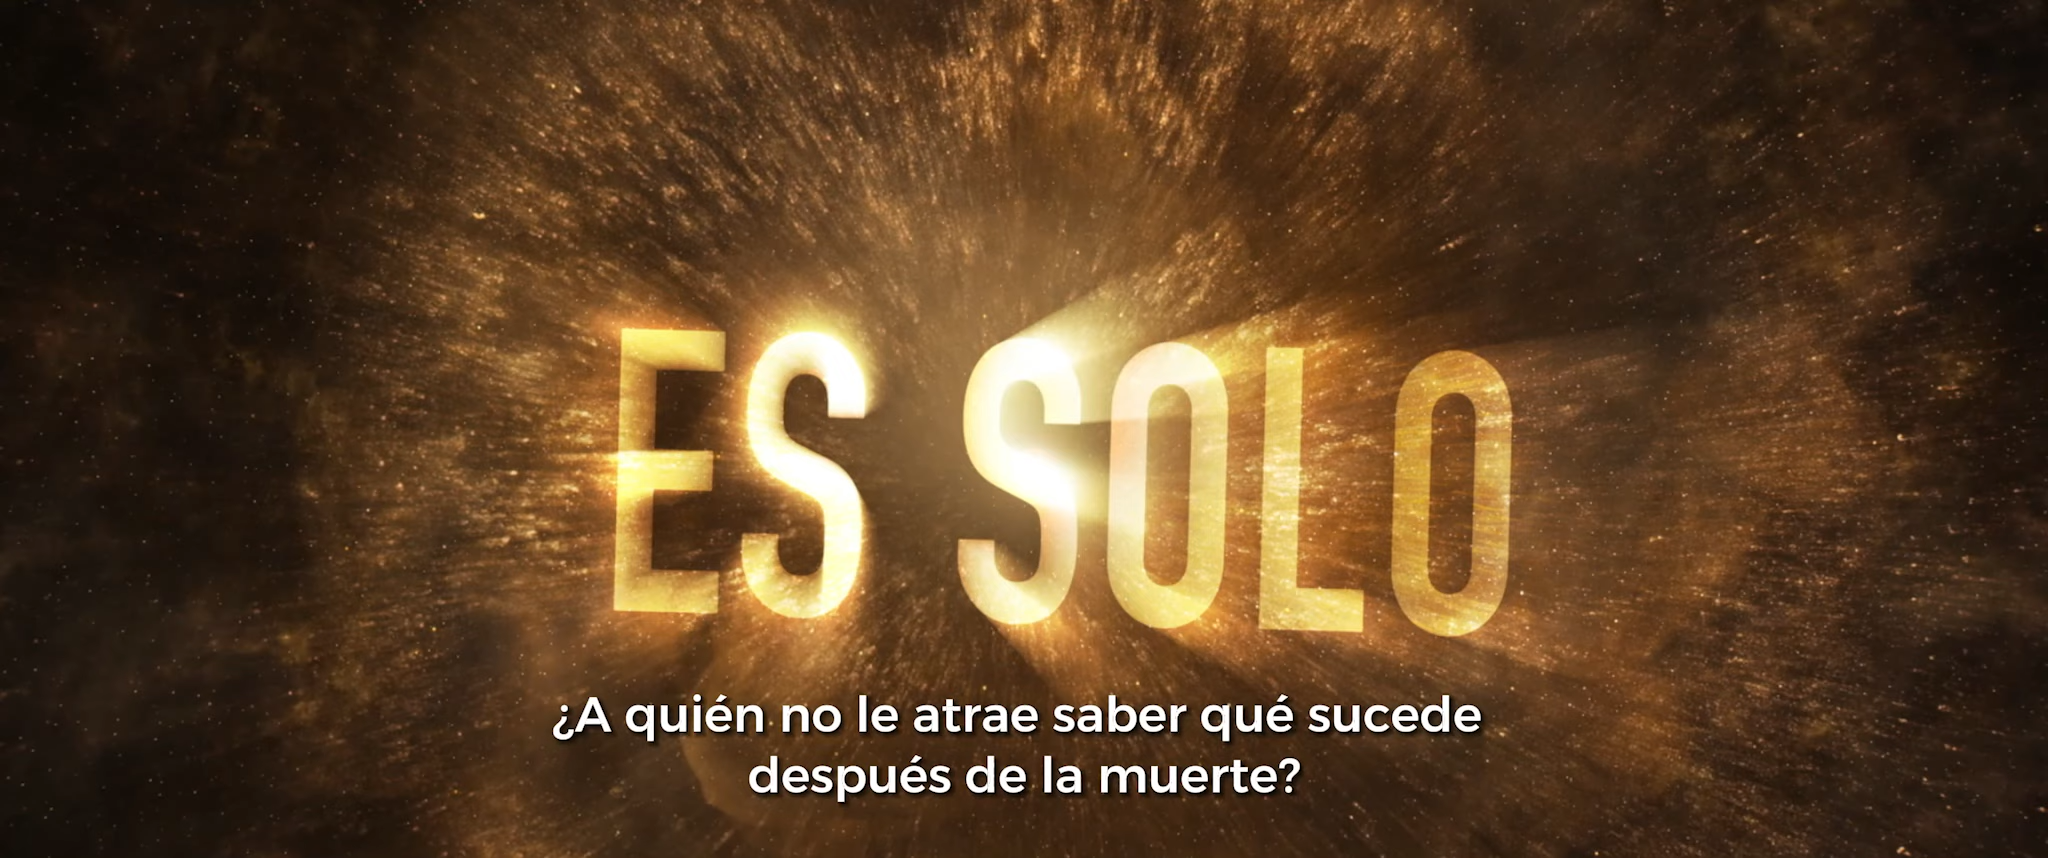 ES SOLO
¿A quién no le atrae saber qué sucede
después de la muerte?